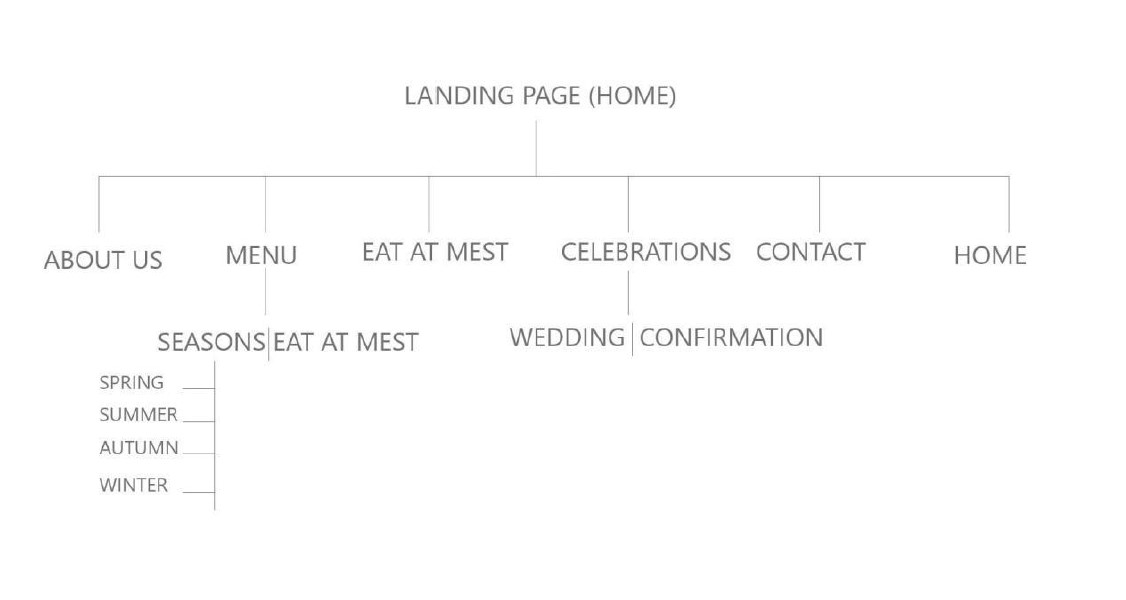 LANDING PAGE (HOME)
ABOUT US
MENU
EAT AT MEST
CELEBRATIONS
CONTACT
HOME
SEASONS
EAT AT MEST
WEDDING
CONFIRMATION
SPRING
SUMMER
AUTUMN
WINTER